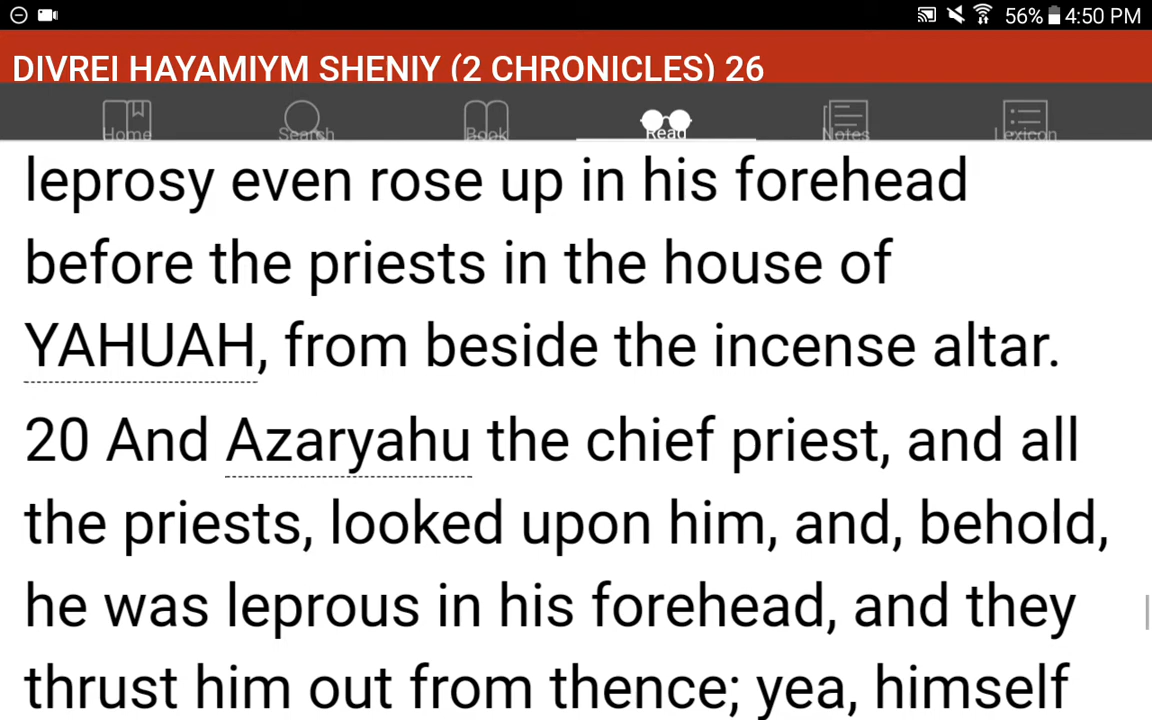 56% 4:50 PM
DIVREI HAYAMIYM SHENIY (2 CHRONICLES) 26
Home Search Book Read Notes Lexicon
leprosy even rose up in his forehead
before the priests in the house of
YAHUAH, from beside the incense altar.
20 And Azaryahu the chief priest, and all
the priests, looked upon him, and, behold,
he was leprous in his forehead, and they
thrust him out from thence; yea, himself